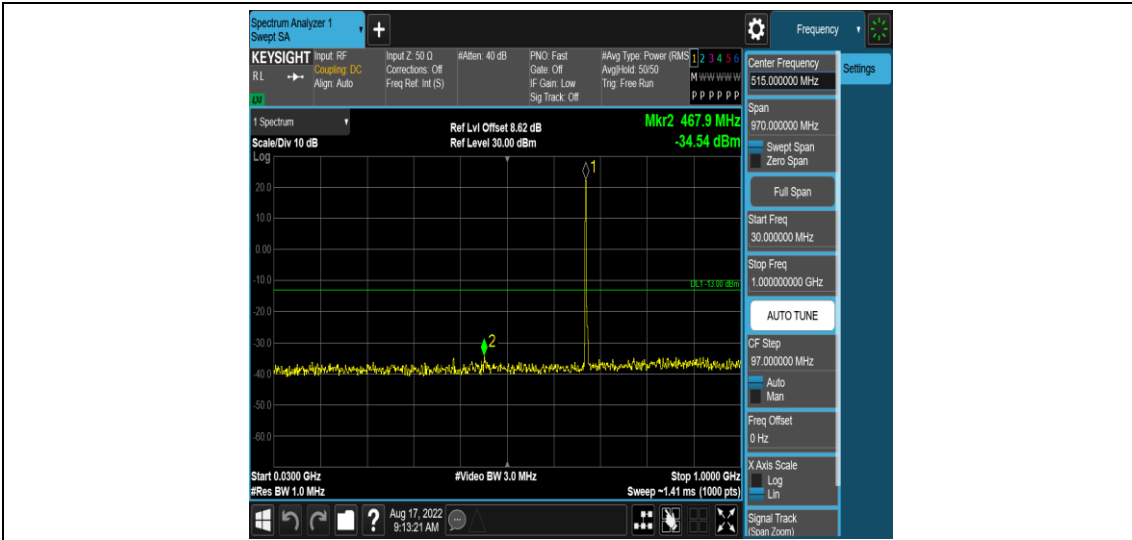 Spectrum Analyzer 1
Swept SA
+
Frequency
KEYSIGHT
RL
LXI
Input: RF
Coupling: DC
Align: Auto
Input Z: 50 Ω
Corrections: Off
Freq Ref: Int (S)
#Atten: 40 dB
PNO: Fast
Gate: Off
IF Gain: Low
Sig Track: Off
#Avg Type: Power (RMS
Avg|Hold: 50/50
Trig: Free Run
1 2 3 4 5 6
M W W W W W
P P P P P P
1 Spectrum
Scale/Div 10 dB
Ref Lvl Offset 8.62 dB
Ref Level 30.00 dBm
Mkr2 467.9 MHz
-34.54 dBm
Log
1
20.0
10.0
0.00
-10.0
DL1 -13.00 dBm
-20.0
-30.0
2
-40.0
-50.0
-60.0
Start 0.0300 GHz
#Res BW 1.0 MHz
#Video BW 3.0 MHz
Stop 1.0000 GHz
Sweep ~1.41 ms (1000 pts)
?
Aug 17, 2022
9:13:21 AM
Center Frequency
515.000000 MHz
Settings
Span
970.000000 MHz
Swept Span
Zero Span
Full Span
Start Freq
30.000000 MHz
Stop Freq
1.000000000 GHz
AUTO TUNE
CF Step
97.000000 MHz
Auto
Man
Freq Offset
0 Hz
X Axis Scale
Log
Lin
Signal Track
(Span Zoom)